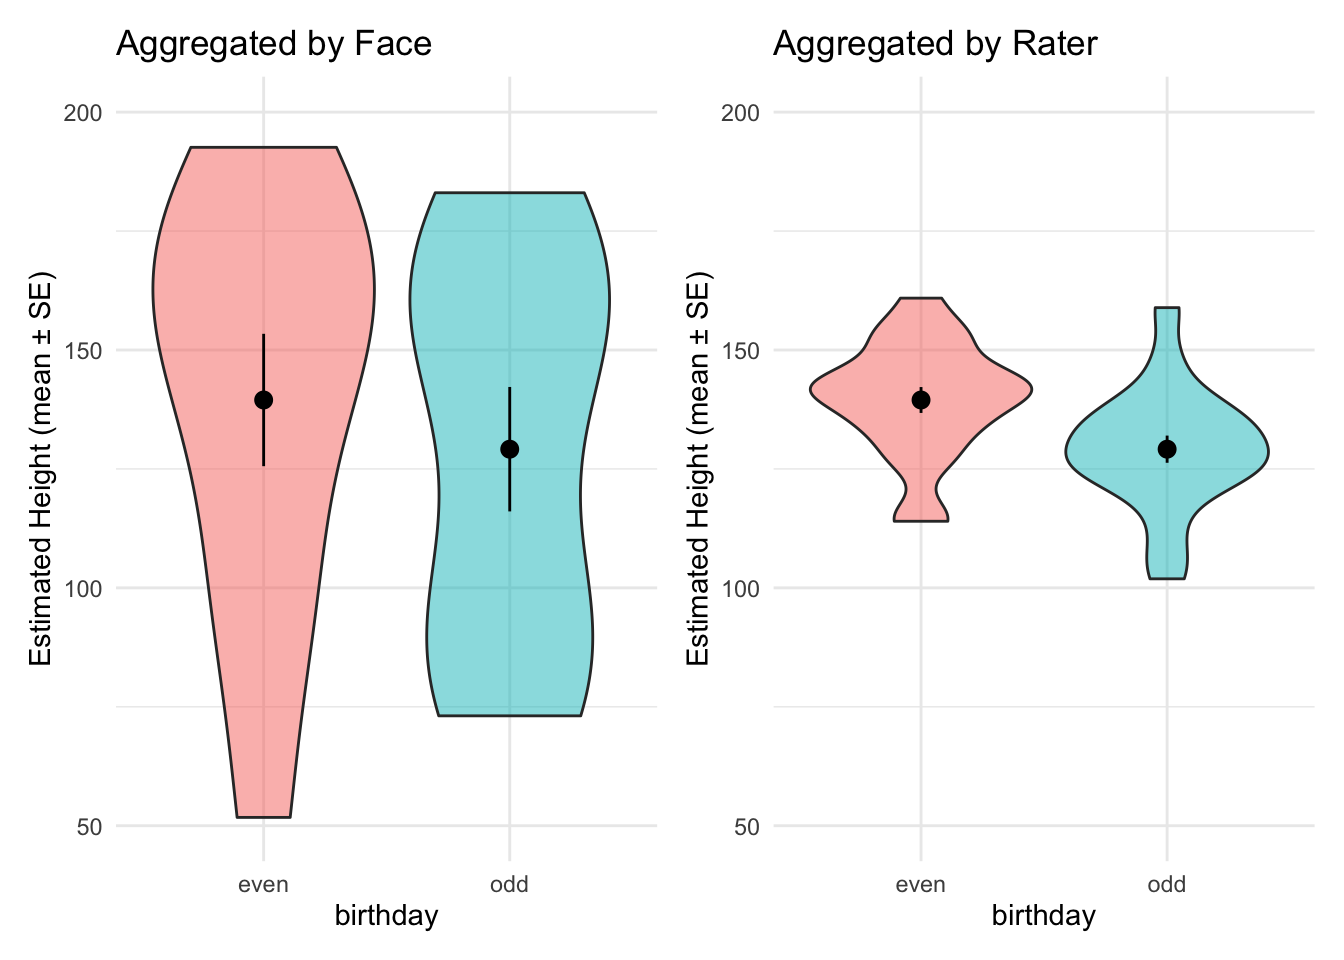 Aggregated by Face
Estimated Height (mean ± SE)
200
150
100
50
even odd
birthday
Aggregated by Rater
Estimated Height (mean ± SE)
200
150
100
50
even odd
birthday